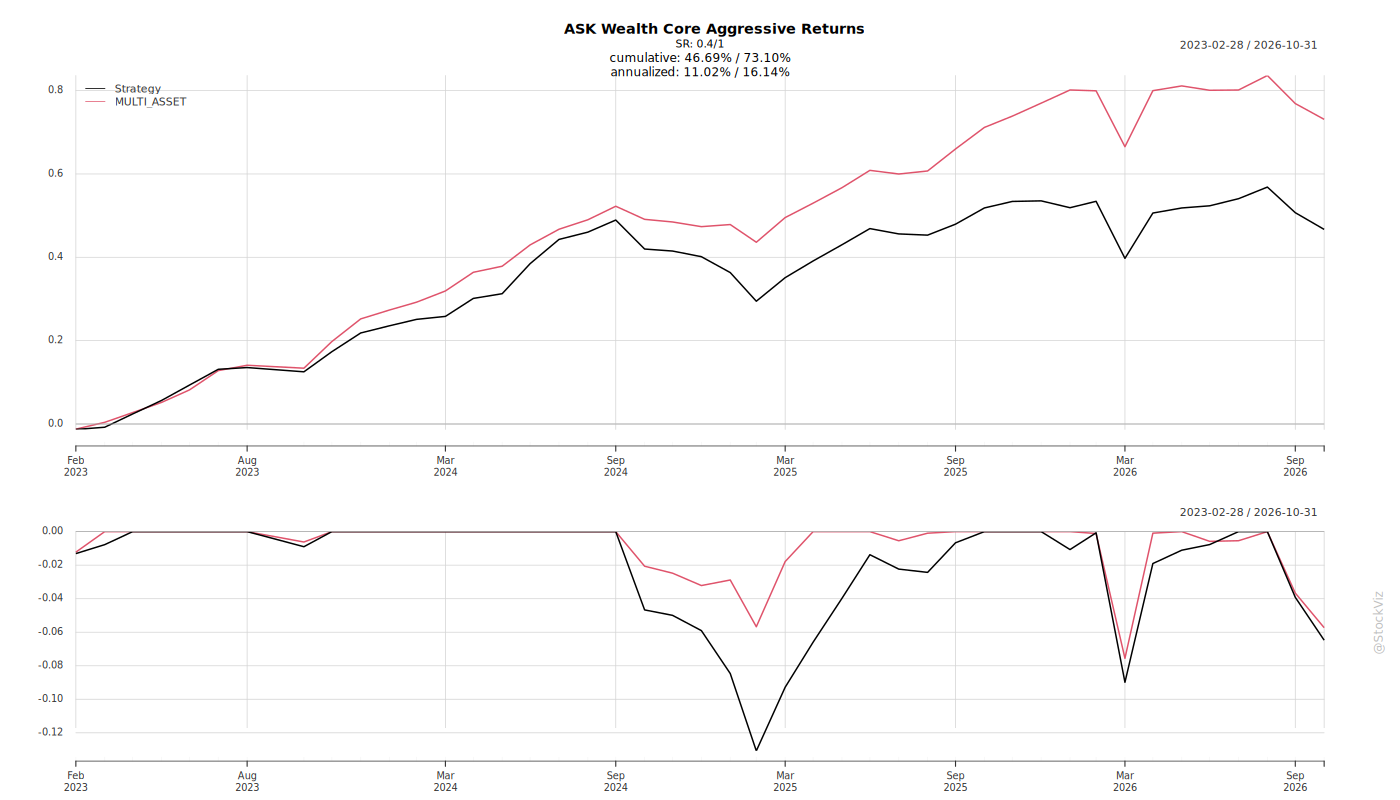 ASK Wealth Core Aggressive Returns
SR: 0.4/1
cumulative: 46.69% / 73.10%
annualized: 11.02% / 16.14%
2023-02-28 / 2026-10-31
Strategy
MULTI_ASSET
0.8
0.6
0.4
0.2
0.0
Feb 2023
Aug 2023
Mar 2024
Sep 2024
Mar 2025
Sep 2025
Mar 2026
Sep 2026
2023-02-28 / 2026-10-31
0.00
-0.02
-0.04
-0.06
-0.08
-0.10
-0.12
Feb 2023
Aug 2023
Mar 2024
Sep 2024
Mar 2025
Sep 2025
Mar 2026
Sep 2026
@StockViz